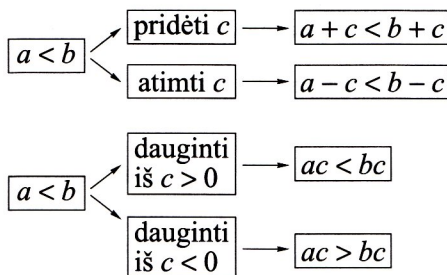 pridėti c
a + c < b + c
a < b
atimti c
a − c < b − c
dauginti
iš c > 0
ac < bc
a < b
dauginti
iš c < 0
ac > bc